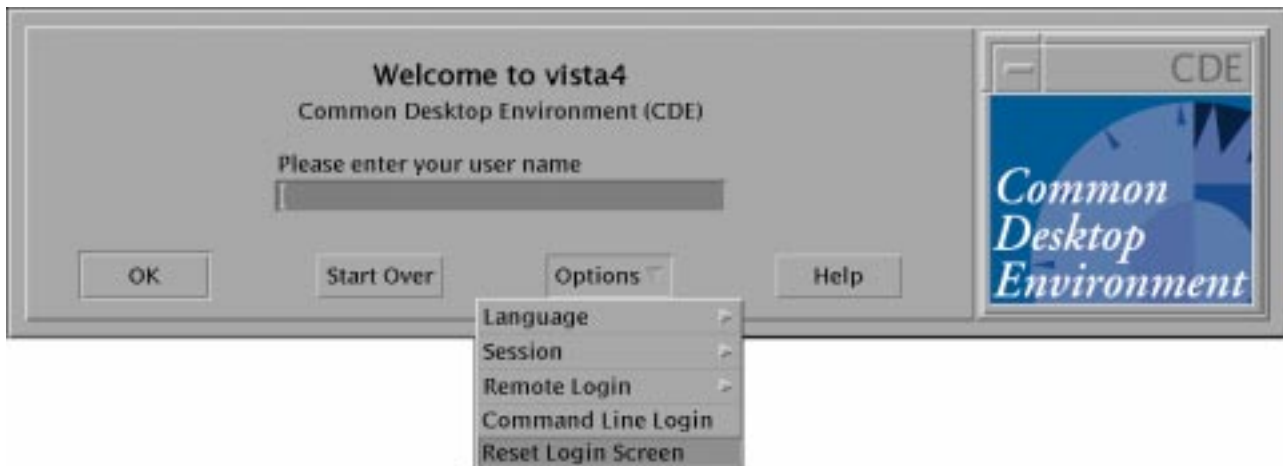 Welcome to vista4
Common Desktop Environment (CDE)
Please enter your user name
OK
Start Over
Options
Help
Language
Session
Remote Login
Command Line Login
Reset Login Screen
CDE
Common
Desktop
Environment